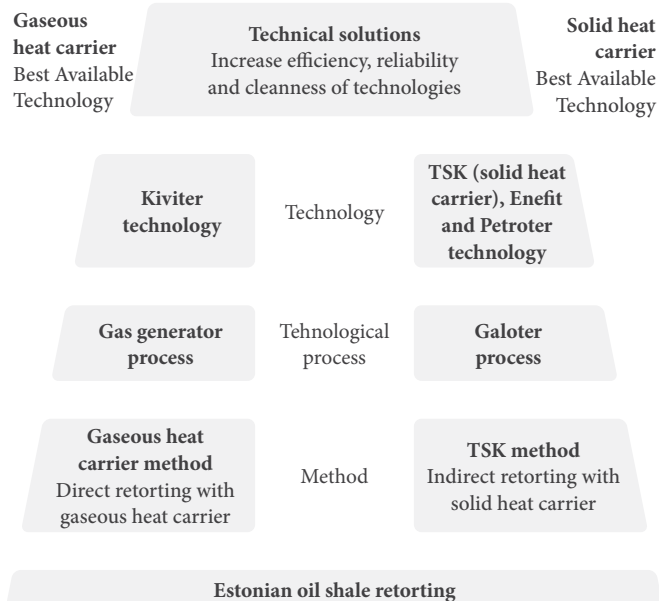 Gaseous
heat carrier
Best Available
Technology
Technical solutions
Increase efficiency, reliability
and cleanness of technologies
Solid heat
carrier
Best Available
Technology
Kiviter
technology
Technology
TSK (solid heat
carrier), Enefit
and Petroter
technology
Gas generator
process
Tehnological
process
Galoter
process
Gaseous heat
carrier method
Direct retorting with
gaseous heat carrier
Method
TSK method
Indirect retorting with
solid heat carrier
Estonian oil shale retorting